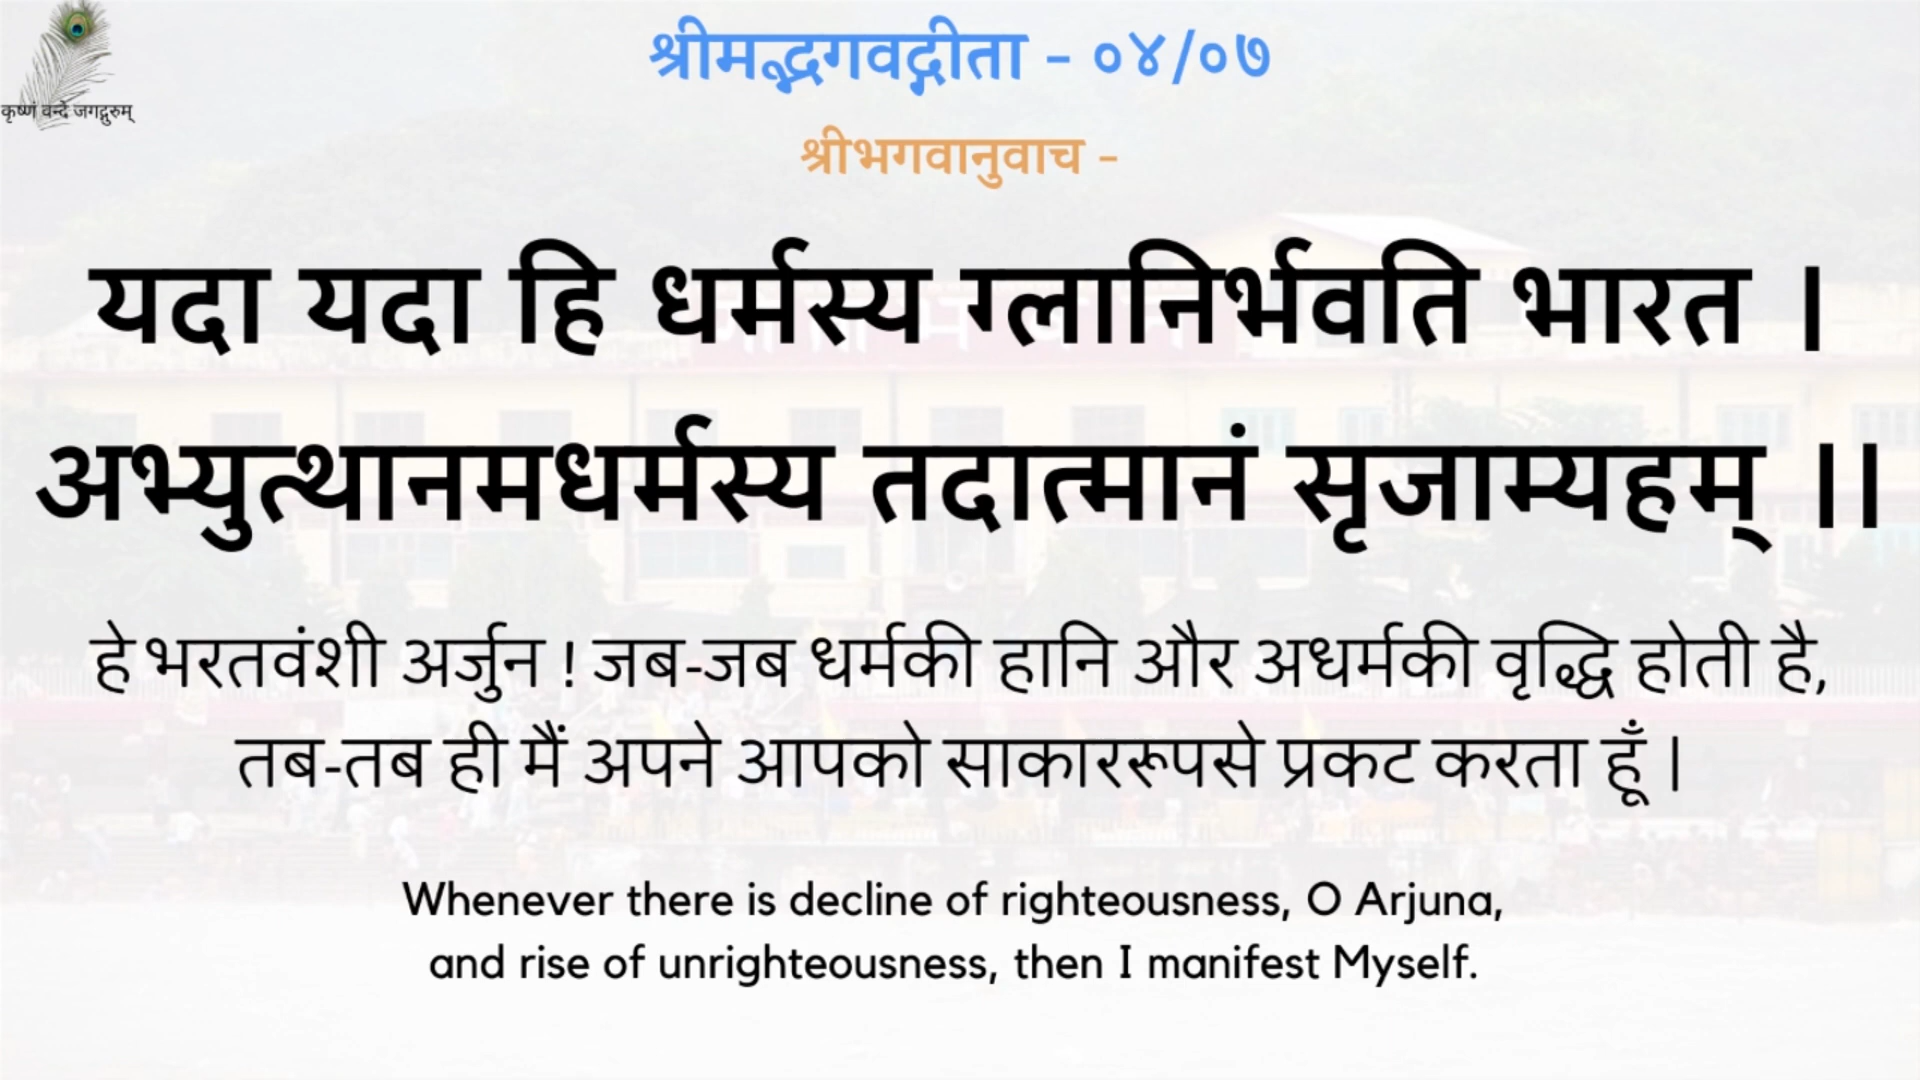 कृष्णं वन्दे जगद्गुरुम्
श्रीमद्भगवद्गीता - ०४/०७
श्रीभगवानुवाच -
यदा यदा हि धर्मस्य ग्लानिर्भवति भारत ।
अभ्युत्थानमधर्मस्य तदात्मानं सृजाम्यहम् ।।
हे भरतवंशी अर्जुन ! जब-जब धर्मकी हानि और अधर्मकी वृद्धि होती है,
तब-तब ही मैं अपने आपको साकाररूपसे प्रकट करता हूँ |
Whenever there is decline of righteousness, O Arjuna,
and rise of unrighteousness, then I manifest Myself.